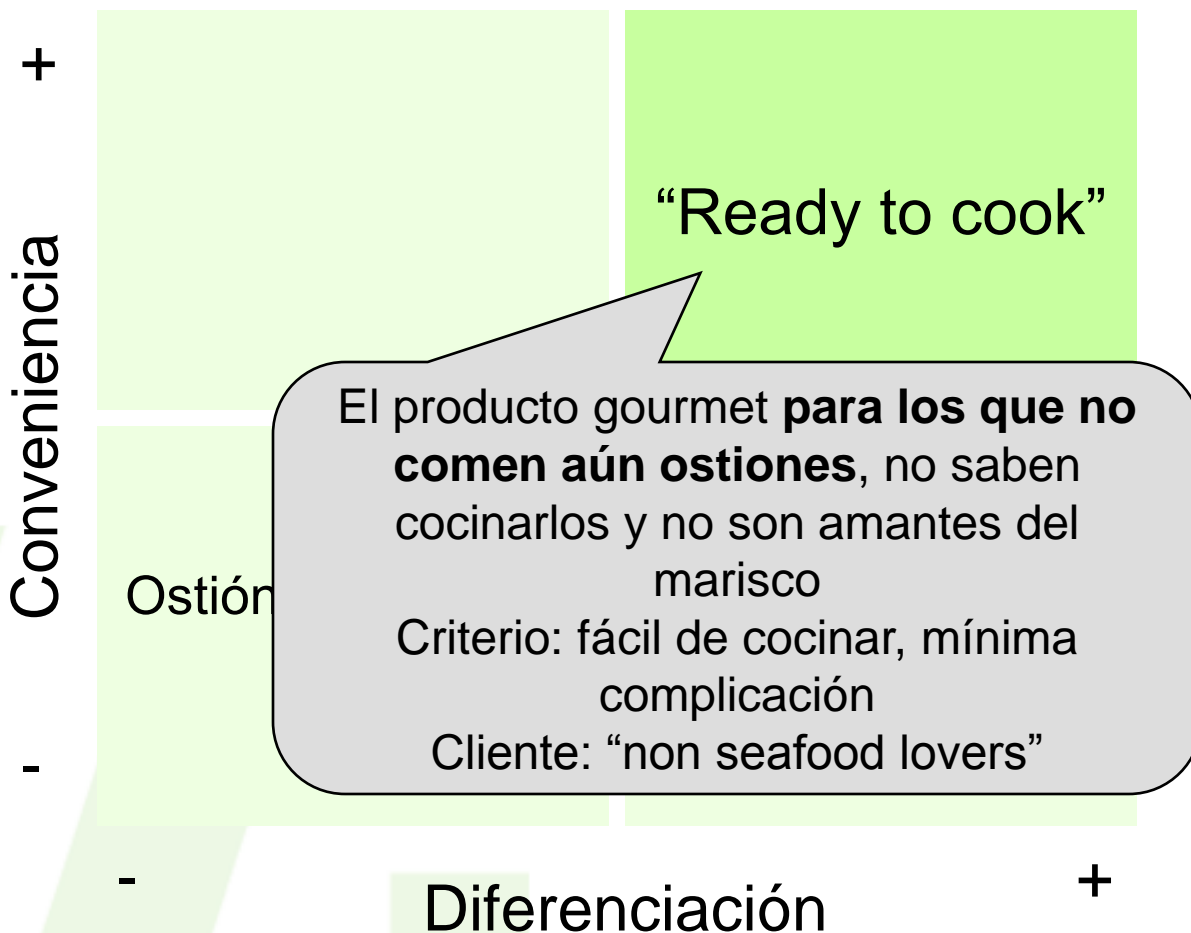 +
Conveniencia
-
“Ready to cook”
El producto gourmet para los que no
comen aún ostiones, no saben
cocinarlos y no son amantes del
marisco
Criterio: fácil de cocinar, mínima
complicación
Cliente: “non seafood lovers”
Ostión
-
Diferenciación
+